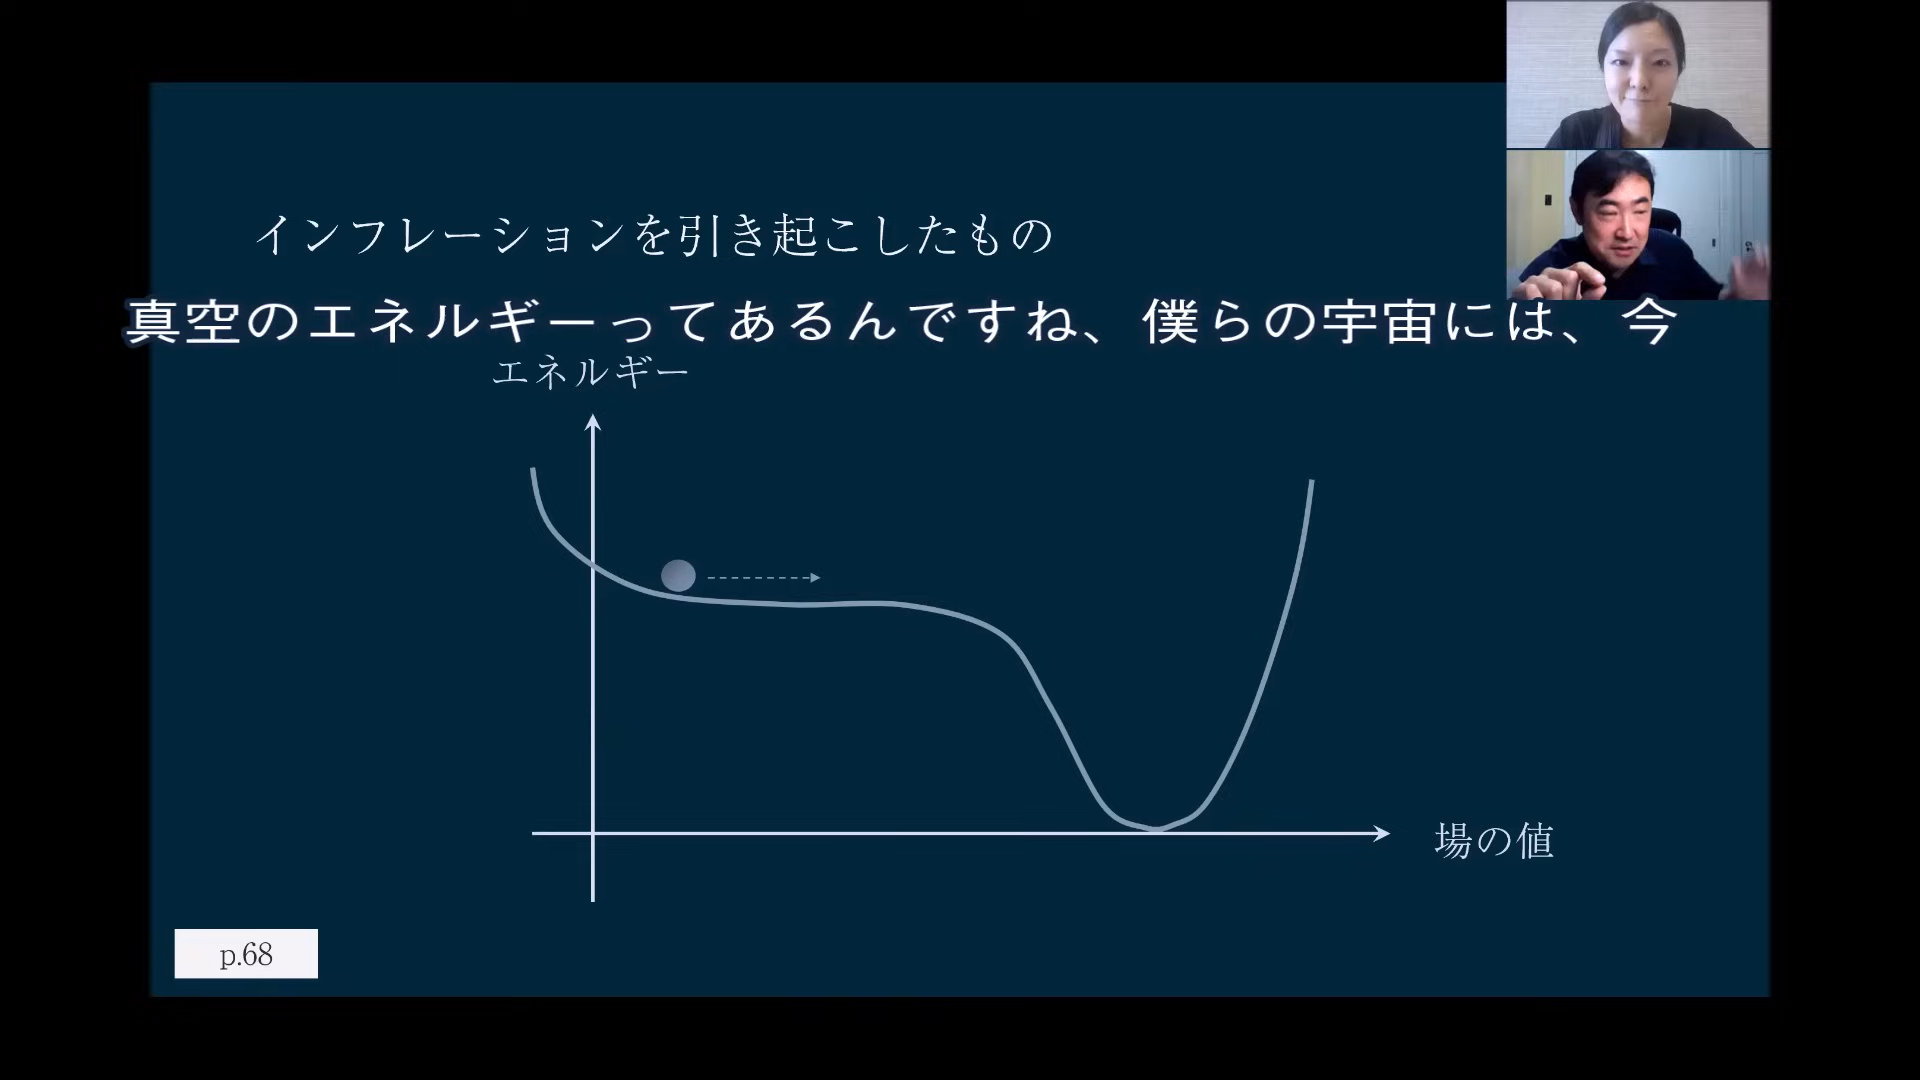 インフレーションを引き起こしたもの
真空のエネルギーってあるんですね、僕らの宇宙には、今
エネルギー
場の値
p.68